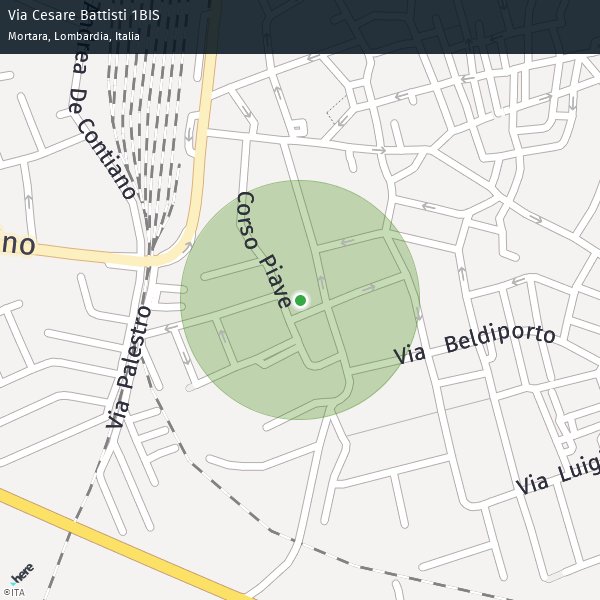 Via Cesare Battisti 1BIS
Mortara, Lombardia, Italia
De Contiano
Corso Piave
no
Via Palestro
Via Beldiporto
Via Luigi
here
©ITA